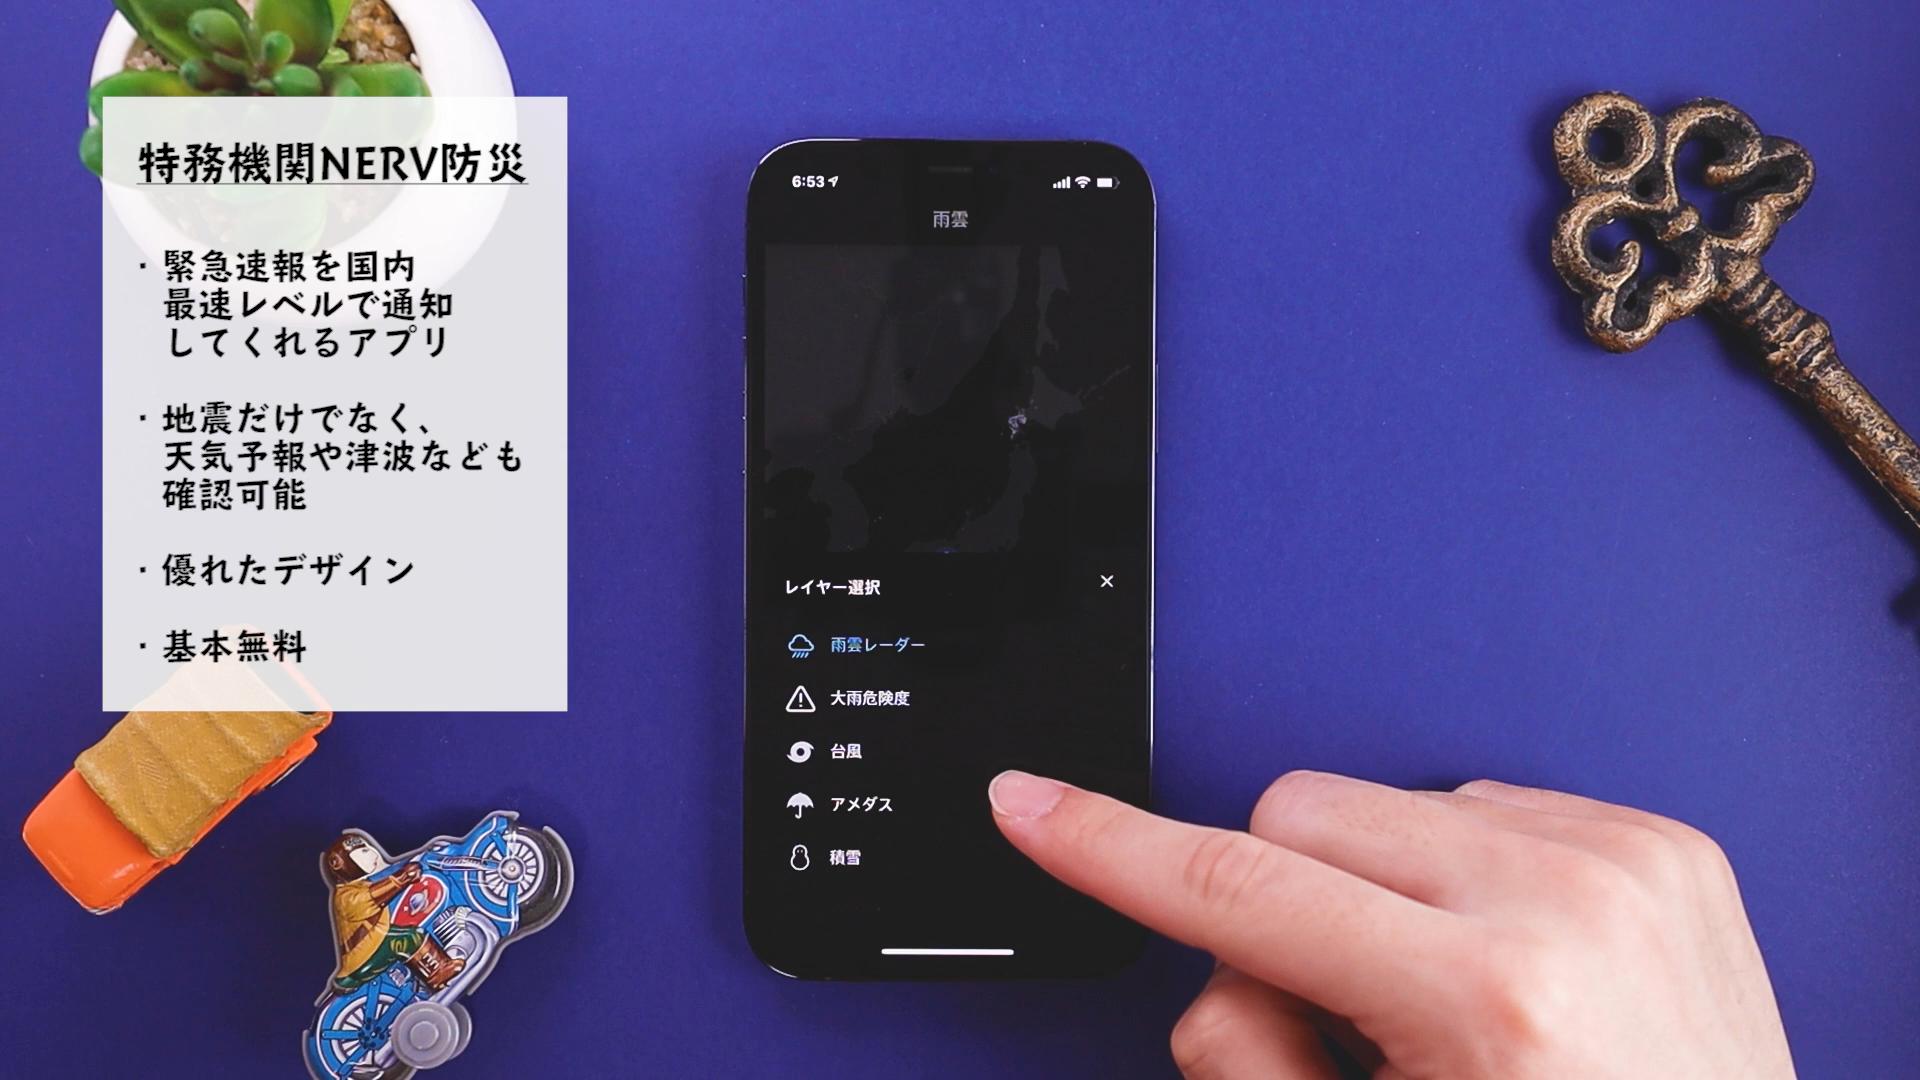 特務機関NERV防災
・緊急速報を国内
最速レベルで通知
してくれるアプリ
・地震だけでなく、
天気予報や津波なども
確認可能
・優れたデザイン
・基本無料
6:53
雨雲
レイヤー選択
雨雲レーダー
大雨危険度
台風
アメダス
積雪